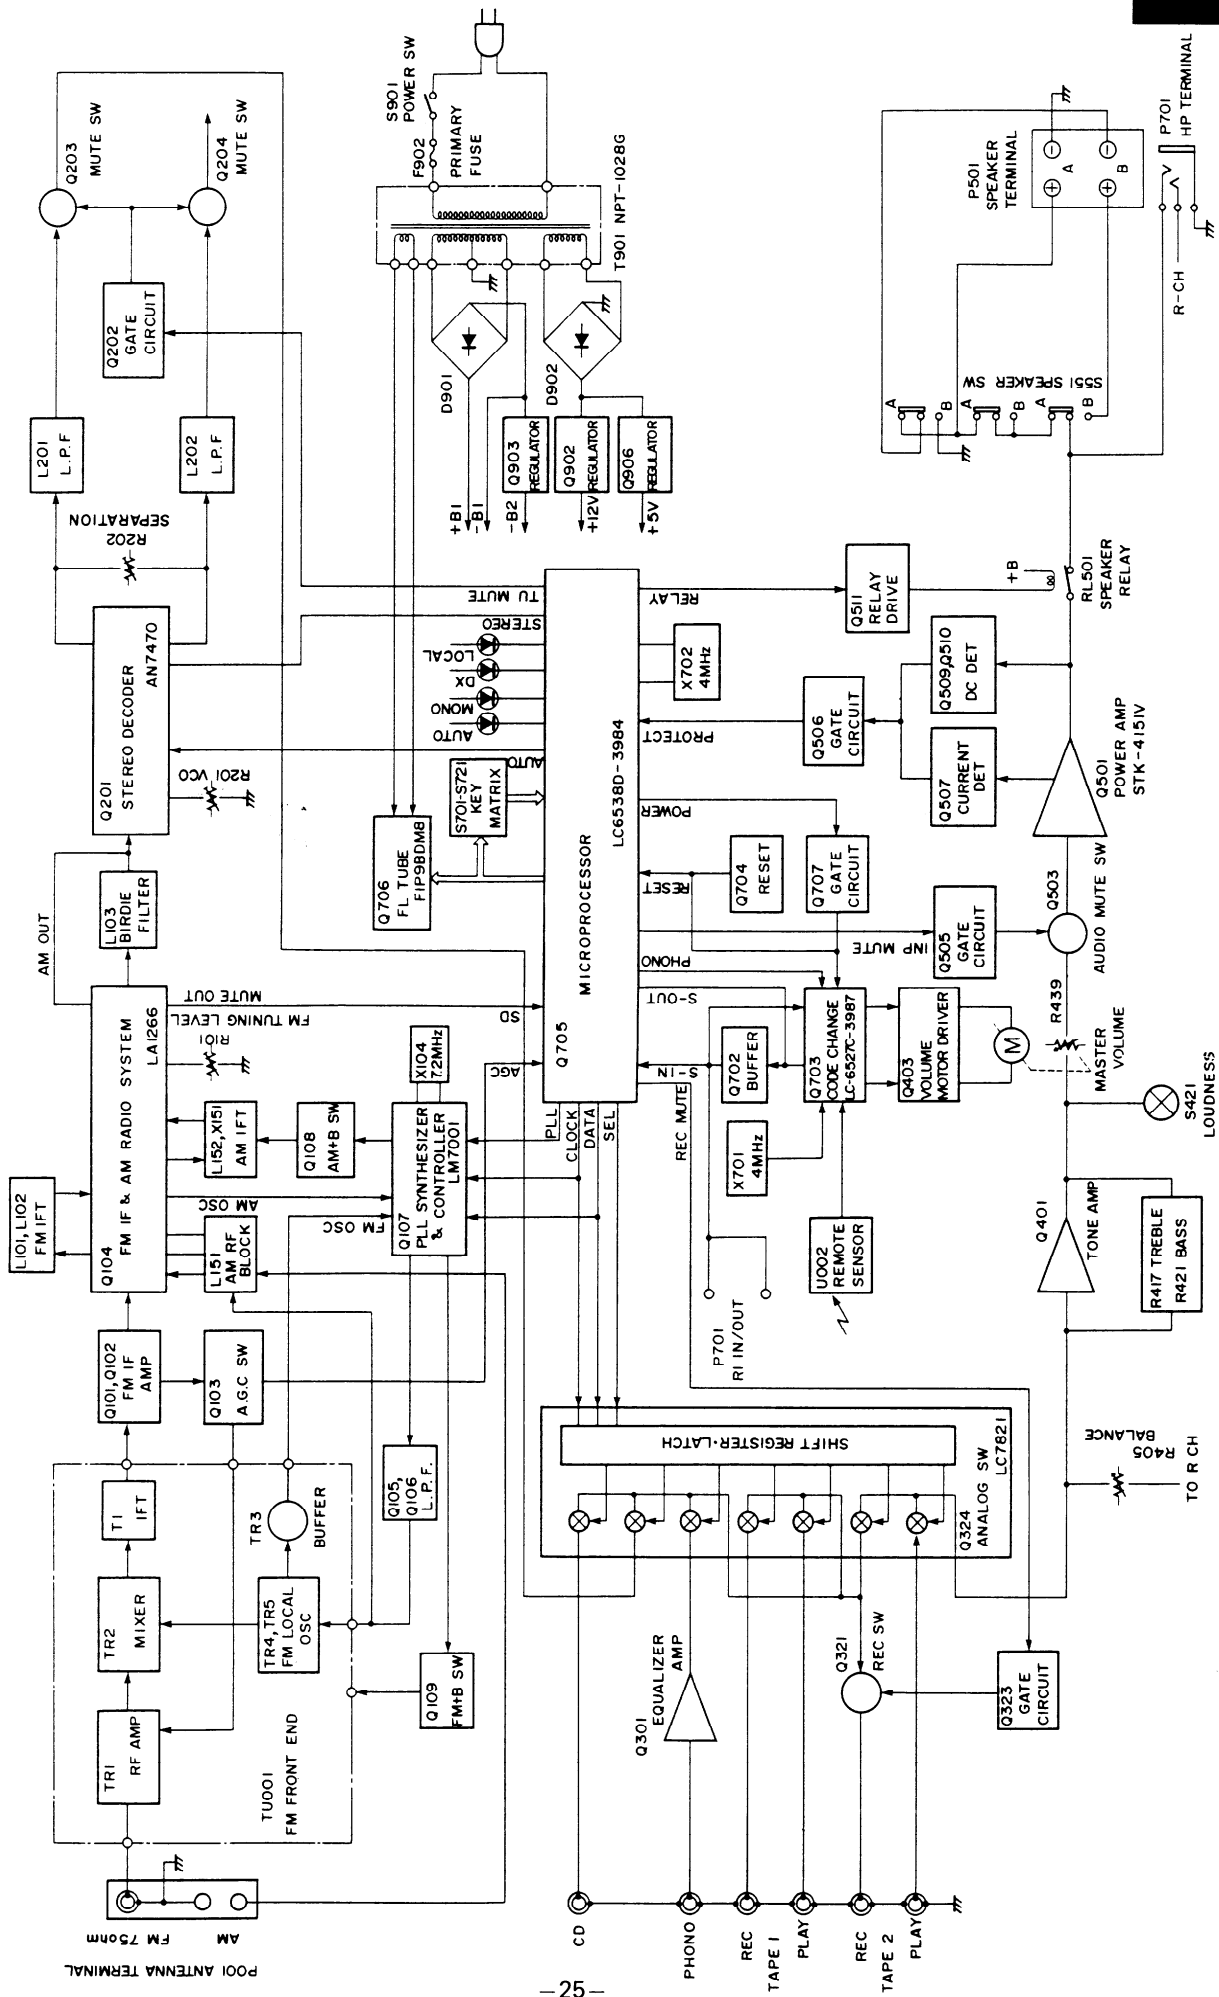 S901
POWER SW
F902
PRIMARY
FUSE
T901 NPT-1028G
Q203
MUTE SW
Q204
MUTE SW
Q202
GATE
CIRCUIT
L201
L.P.F
L202
L.P.F
R202
SEPARATION
Q201
STEREO DECODER
AN7470
R201 VCO
L103
BIRDIE
FILTER
AM OUT
Q104
FM IF & AM RADIO SYSTEM
LA1266
MUTE OUT
FM TUNING LEVEL
R101
L101, L102
FM IFT
L152, X151
AM IFT
Q108
AM+B SW
AM OSC
L151
AM RF
BLOCK
FM OSC
Q107
PLL SYNTHESIZER
& CONTROLLER
LM7001
X104
7.2MHz
Q101, Q102
FM IF
AMP
Q103
A.G.C SW
T1
IFT
TR2
MIXER
TR1
RF AMP
TR3
BUFFER
TR4, TR5
FM LOCAL
OSC
TU001
FM FRONT END
Q105,
Q106
L.P.F.
Q109
FM+B SW
P001 ANTENNA TERMINAL
FM 75ohm
AM
D901
D902
Q903
REGULATOR
Q902
REGULATOR
Q906
REGULATOR
+B1
-B1
-B2
+12V
+5V
Q706
FL TUBE
FIP9BDM8
S701-S721
KEY
MATRIX
AUTO
MONO
DX
LOCAL
STEREO
TU MUTE
AUTO
SD
AGC
PLL
CLOCK
DATA
SEL
Q705
MICROPROCESSOR
LC6538D-3984
RELAY
X702
4MHz
PROTECT
POWER
RESET
INP MUTE
PHONO
S-OUT
S-IN
REC MUTE
Q511
RELAY
DRIVE
+B
RL501
SPEAKER
RELAY
Q509,Q510
DC DET
Q506
GATE
CIRCUIT
Q507
CURRENT
DET
Q501
POWER AMP
STK-4151V
Q704
RESET
Q707
GATE
CIRCUIT
Q505
GATE
CIRCUIT
Q503
AUDIO MUTE SW
Q702
BUFFER
Q703
CODE CHANGE
LC-6527C-3987
Q403
VOLUME
MOTOR DRIVER
M
R439
MASTER
VOLUME
X701
4MHz
U002
REMOTE
SENSOR
P701
RI IN/OUT
S421
LOUDNESS
Q401
TONE AMP
R417 TREBLE
R421 BASS
R405
BALANCE
TO R CH
SHIFT REGISTER·LATCH
Q324
ANALOG SW
LC7821
Q301
EQUALIZER
AMP
Q321
REC SW
Q323
GATE
CIRCUIT
CD
PHONO
REC
TAPE 1
PLAY
REC
TAPE 2
PLAY
P501
SPEAKER
TERMINAL
A
B
P701
HP TERMINAL
R-CH
S551 SPEAKER SW
A
B
A
B
A
B
-25-